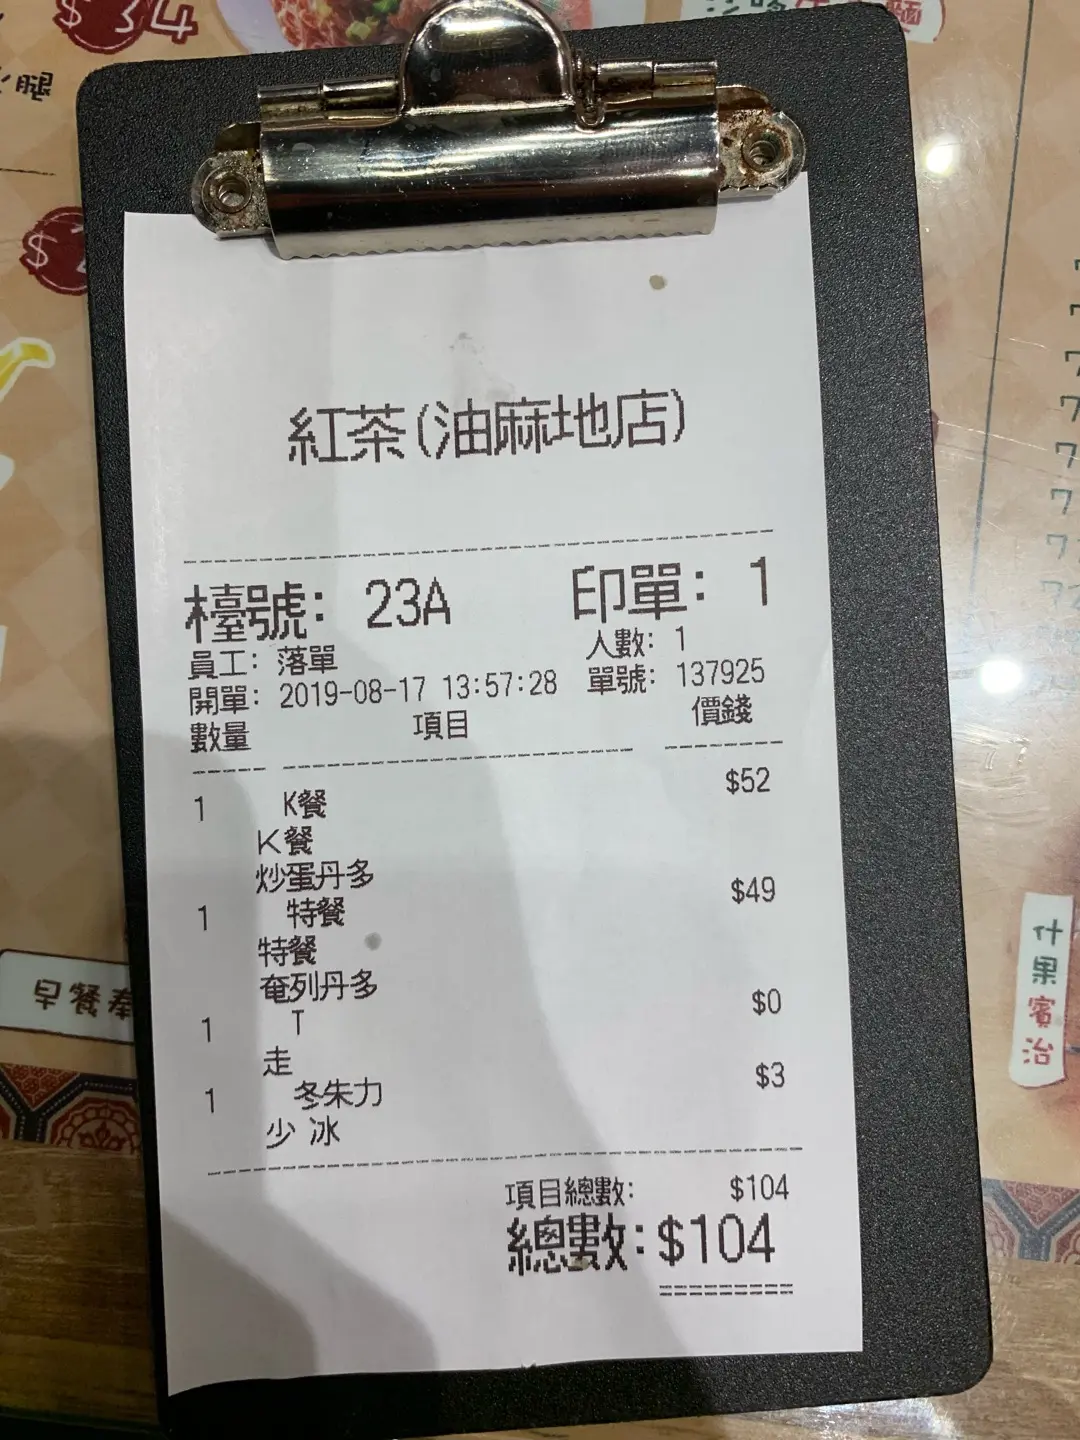 $34
腿
紅茶(油麻地店)
檯號: 23A 印單: 1
員工: 落單 人數: 1
開單: 2019-08-17 13:57:28 單號: 137925
數量 項目 價錢
1 K餐 $52
K餐
炒蛋丹多
1 特餐 $49
特餐
奄列丹多
1 T $0
走
1 冬朱力 $3
少 冰
項目總數: $104
總數: $104
早餐奉
什果賓治